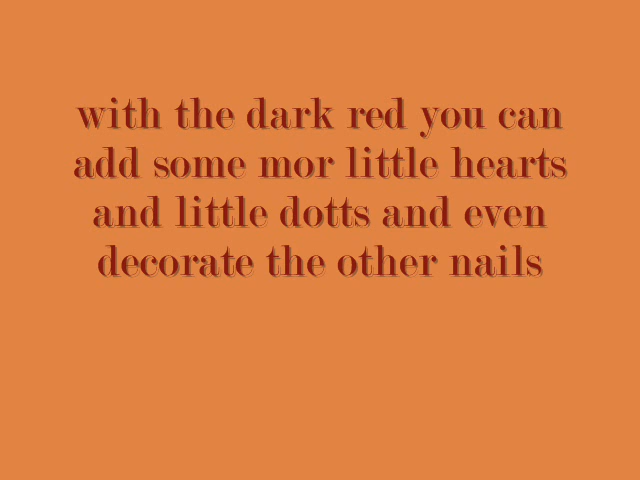 with the dark red you can
add some mor little hearts
and little dotts and even
decorate the other nails